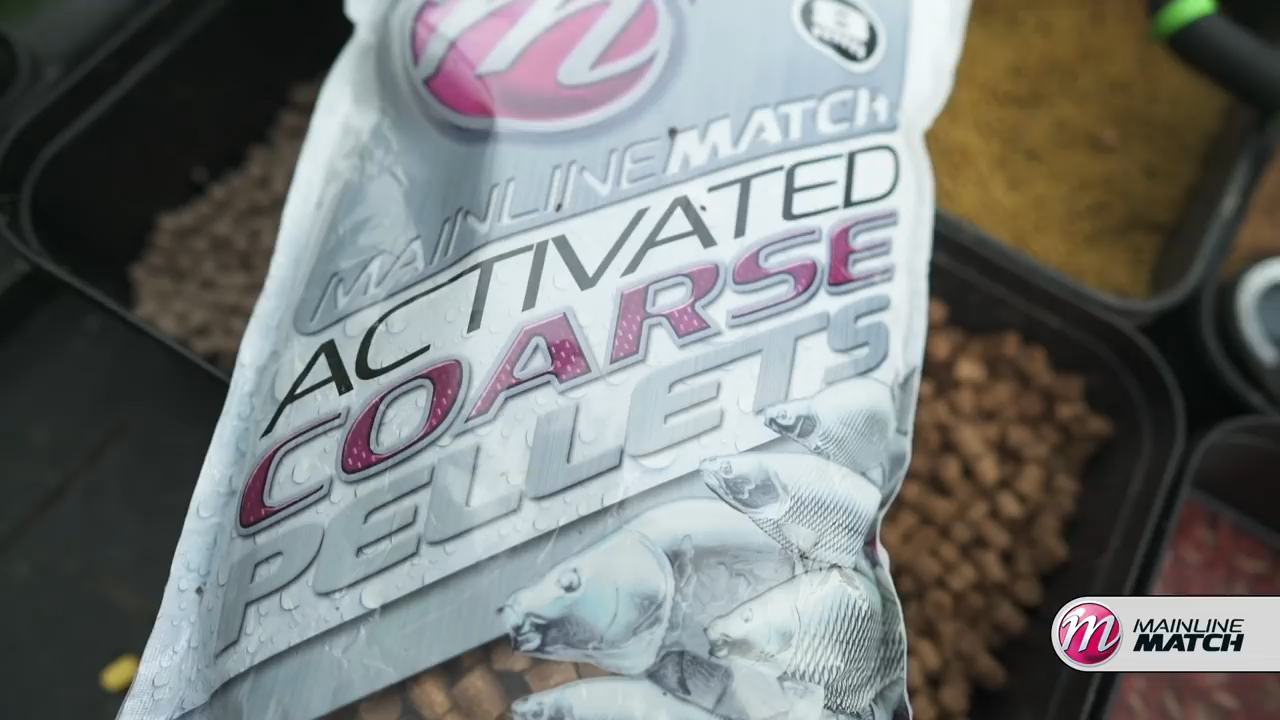 m
MAINLINE MATCH
ACTIVATED
COARSE
PELLETS
m MAINLINE
MATCH